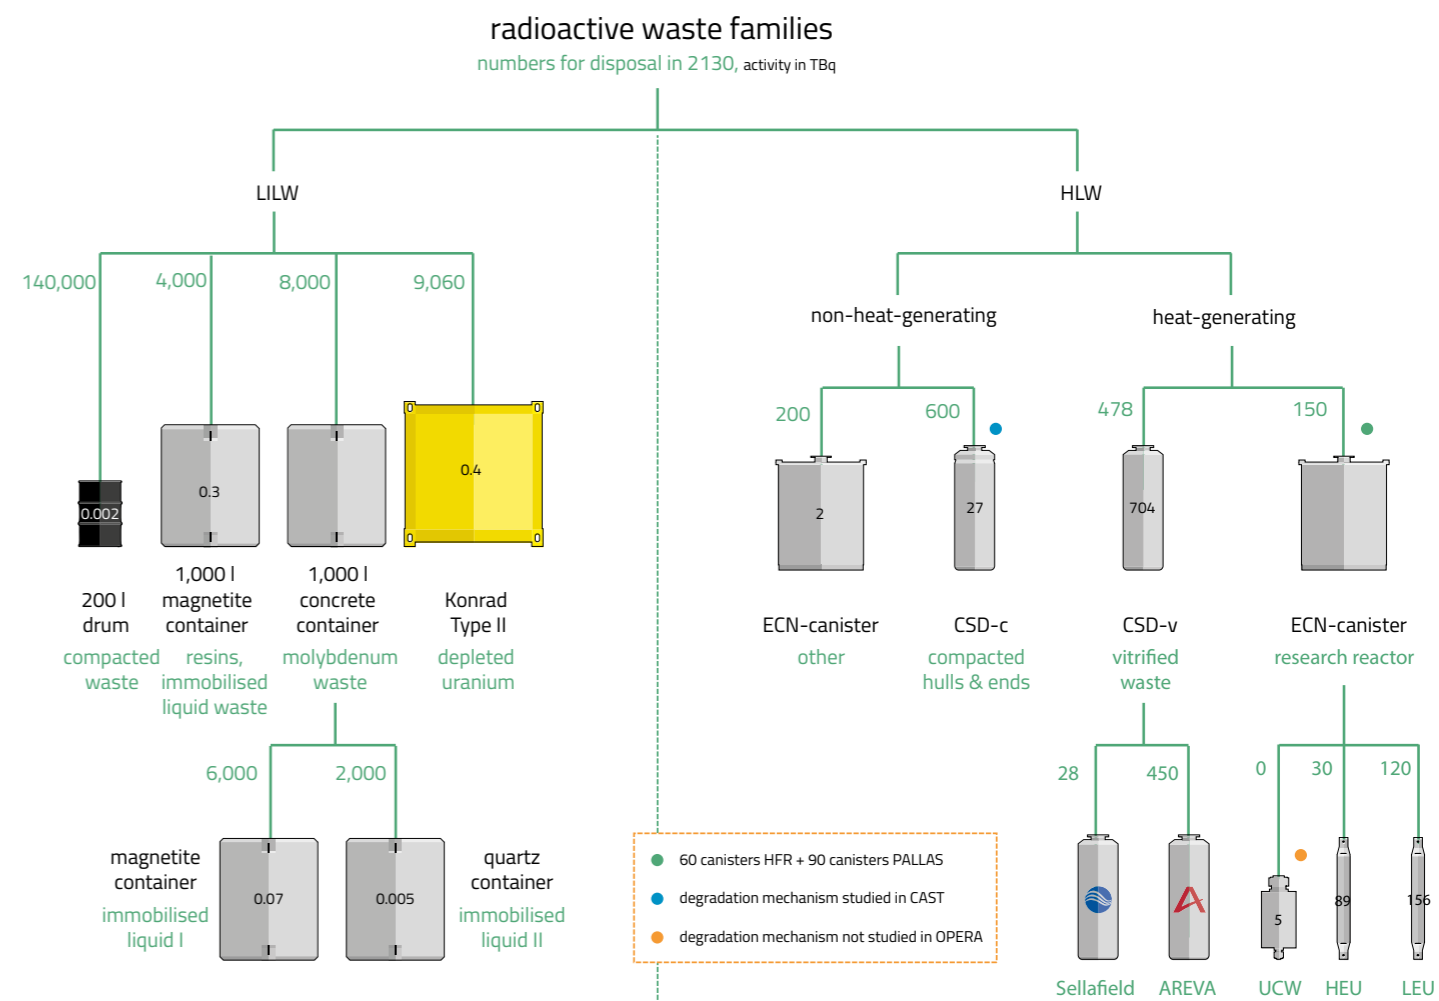 radioactive waste families
numbers for disposal in 2130, activity in TBq
LILW
HLW
140,000
4,000
8,000
9,060
non-heat-generating
heat-generating
200
600
478
150
0.002
0.3
0.4
2
27
704
200 l
drum
compacted
waste
1,000 l
magnetite
container
resins,
immobilised
liquid waste
1,000 l
concrete
container
molybdenum
waste
Konrad
Type II
depleted
uranium
ECN-canister
other
CSD-c
compacted
hulls & ends
CSD-v
vitrified
waste
ECN-canister
research reactor
6,000
2,000
28
450
0
30
120
magnetite
container
immobilised
liquid I
0.07
0.005
quartz
container
immobilised
liquid II
60 canisters HFR + 90 canisters PALLAS
degradation mechanism studied in CAST
degradation mechanism not studied in OPERA
5
89
156
Sellafield
AREVA
UCW
HEU
LEU